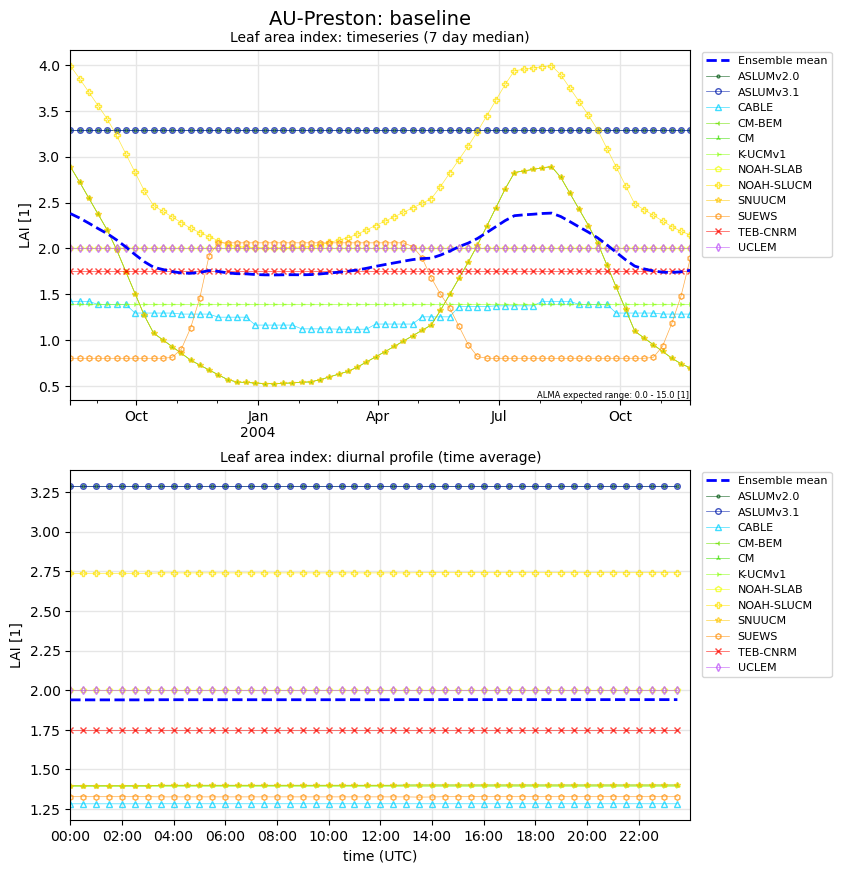 AU-Preston: baseline
Leaf area index: timeseries (7 day median)
4.0
3.5
3.0
2.5
2.0
1.5
1.0
0.5
LAI [1]
Oct
Jan
2004
Apr
Jul
Oct
ALMA expected range: 0.0 - 15.0 [1]
Ensemble mean
ASLUMv2.0
ASLUMv3.1
CABLE
CM-BEM
CM
K-UCMv1
NOAH-SLAB
NOAH-SLUCM
SNUUCM
SUEWS
TEB-CNRM
UCLEM
Leaf area index: diurnal profile (time average)
3.25
3.00
2.75
2.50
2.25
2.00
1.75
1.50
1.25
LAI [1]
00:00
02:00
04:00
06:00
08:00
10:00
12:00
14:00
16:00
18:00
20:00
22:00
time (UTC)
Ensemble mean
ASLUMv2.0
ASLUMv3.1
CABLE
CM-BEM
CM
K-UCMv1
NOAH-SLAB
NOAH-SLUCM
SNUUCM
SUEWS
TEB-CNRM
UCLEM